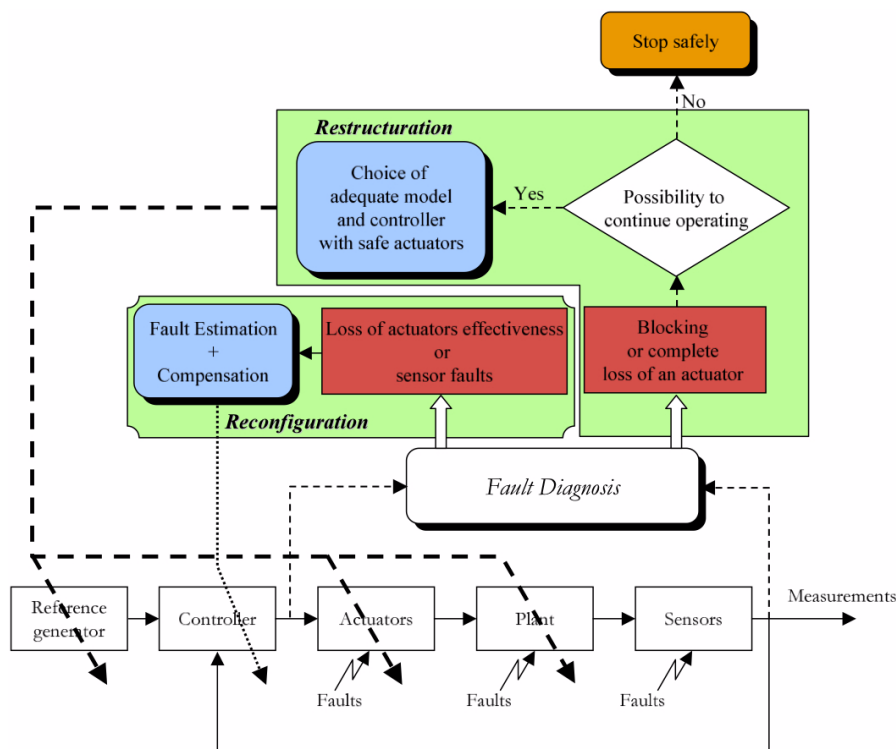 Stop safely
No
Restructuration
Choice of
adequate model
and controller
with safe actuators
Yes
Possibility to
continue operating
Fault Estimation
+
Compensation
Loss of actuators effectiveness
or
sensor faults
Blocking
or complete
loss of an actuator
Reconfiguration
Fault Diagnosis
Reference
generator
Controller
Actuators
Plant
Sensors
Measurements
Faults
Faults
Faults